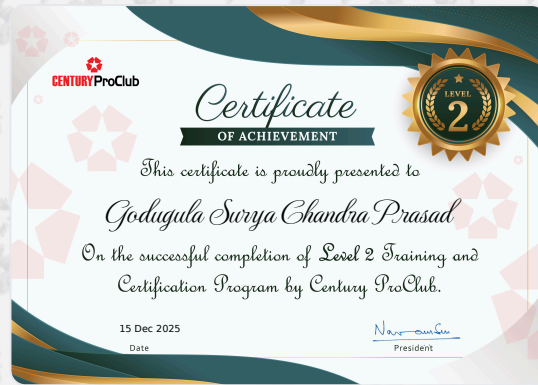 CENTURY ProClub
LEVEL
2
Certificate
OF ACHIEVEMENT
This certificate is proudly presented to
Godugula Surya Chandra Prasad
On the successful completion of Level 2 Training and
Certification Program by Century ProClub.
15 Dec 2025
Date
President